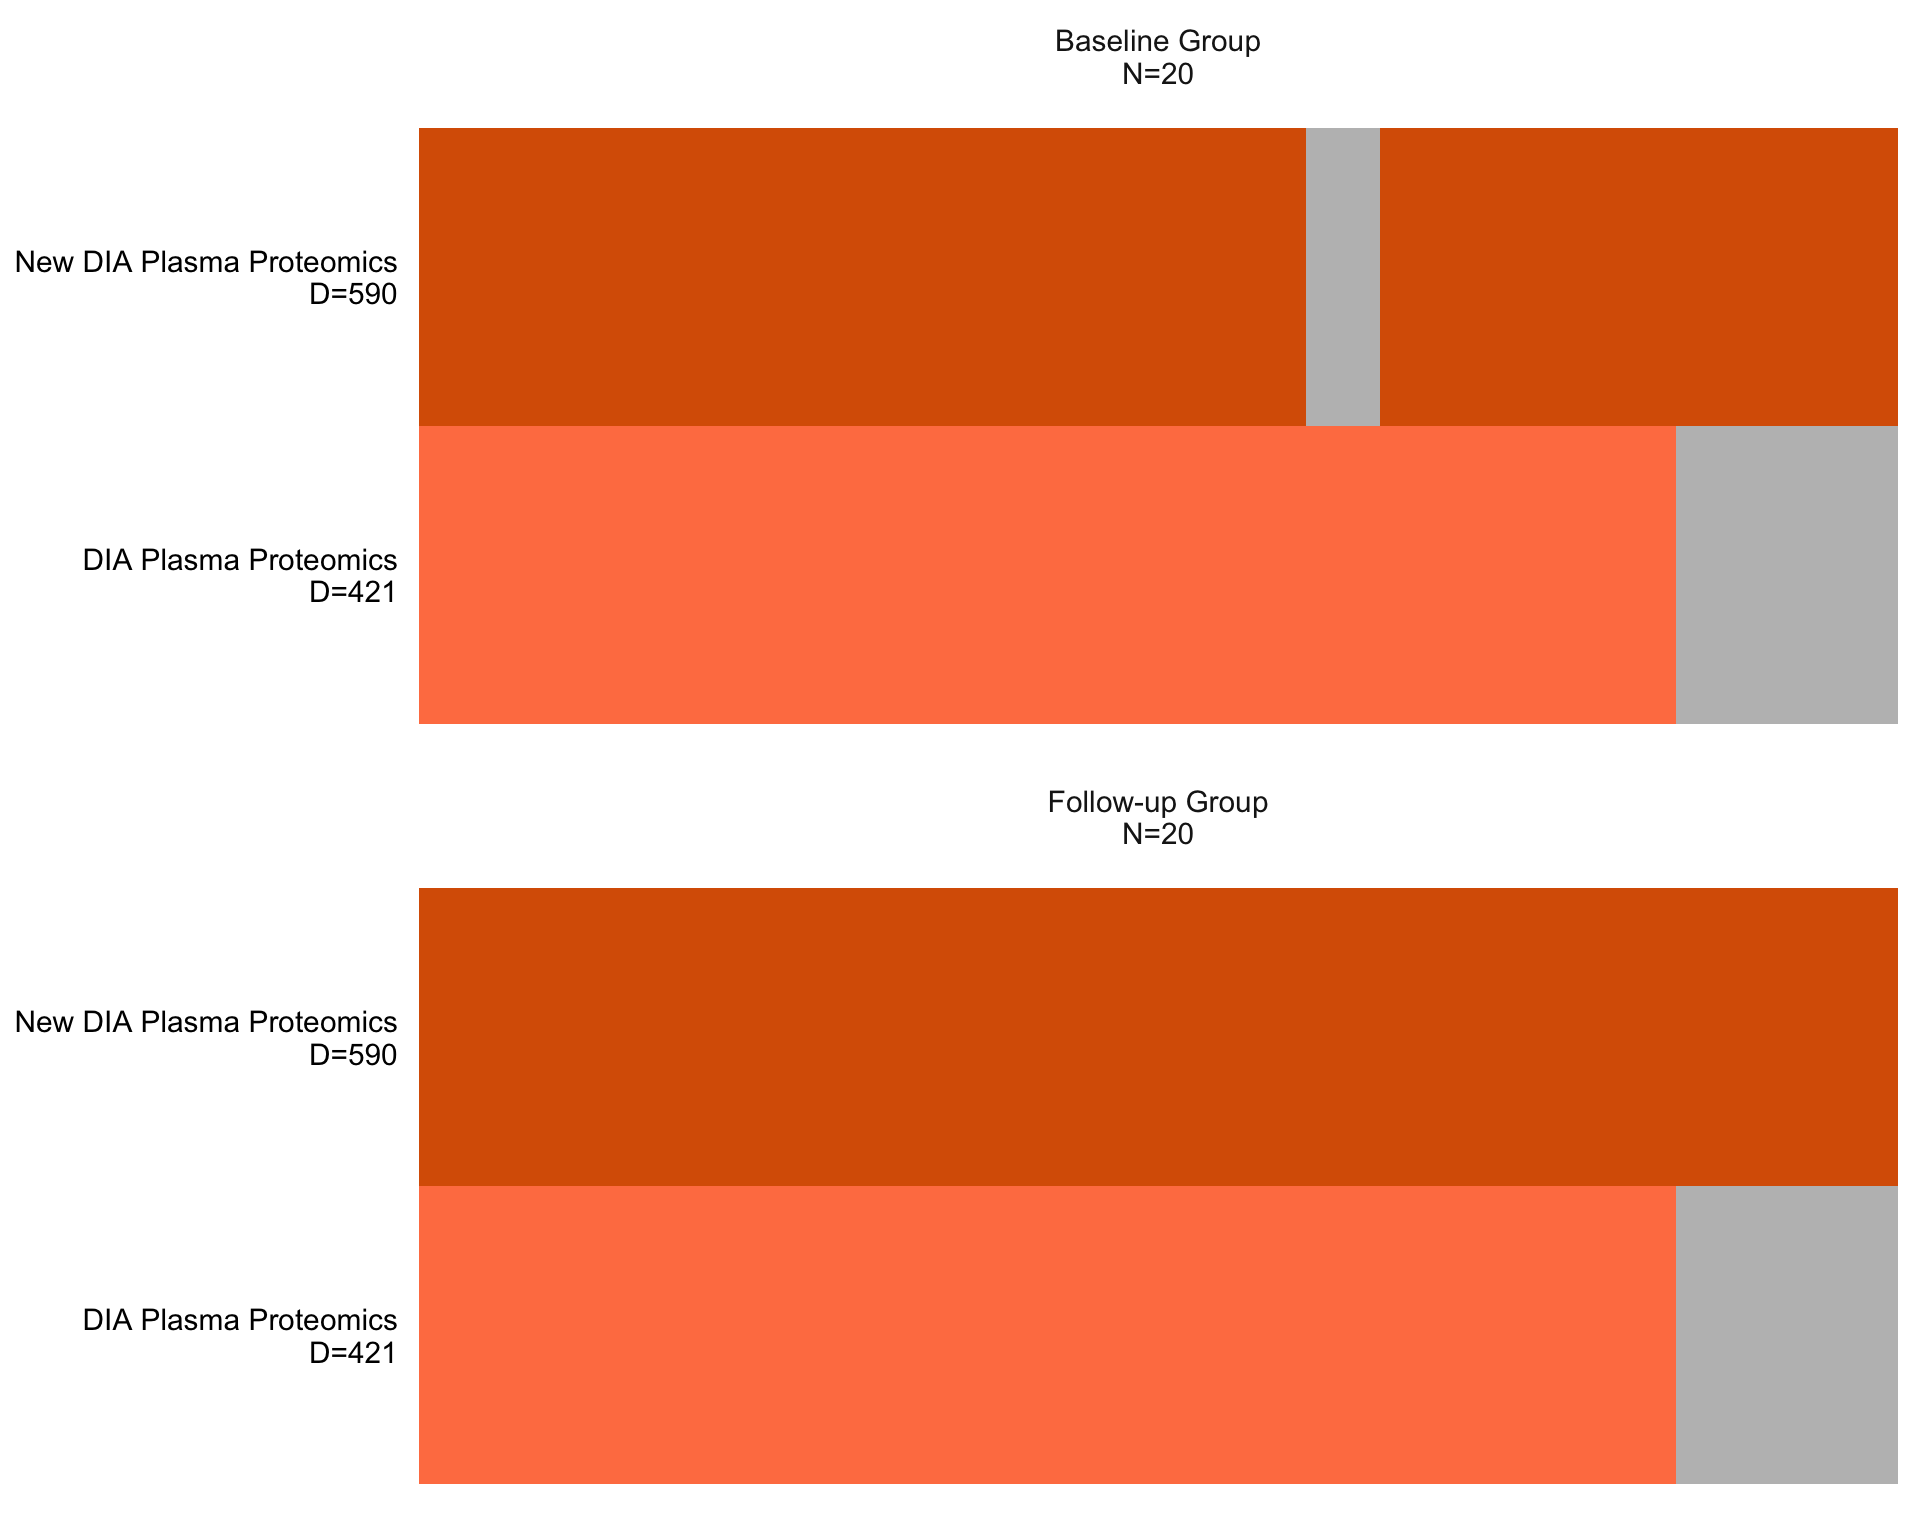 Baseline Group
N=20
New DIA Plasma Proteomics
D=590
DIA Plasma Proteomics
D=421
Follow-up Group
N=20
New DIA Plasma Proteomics
D=590
DIA Plasma Proteomics
D=421